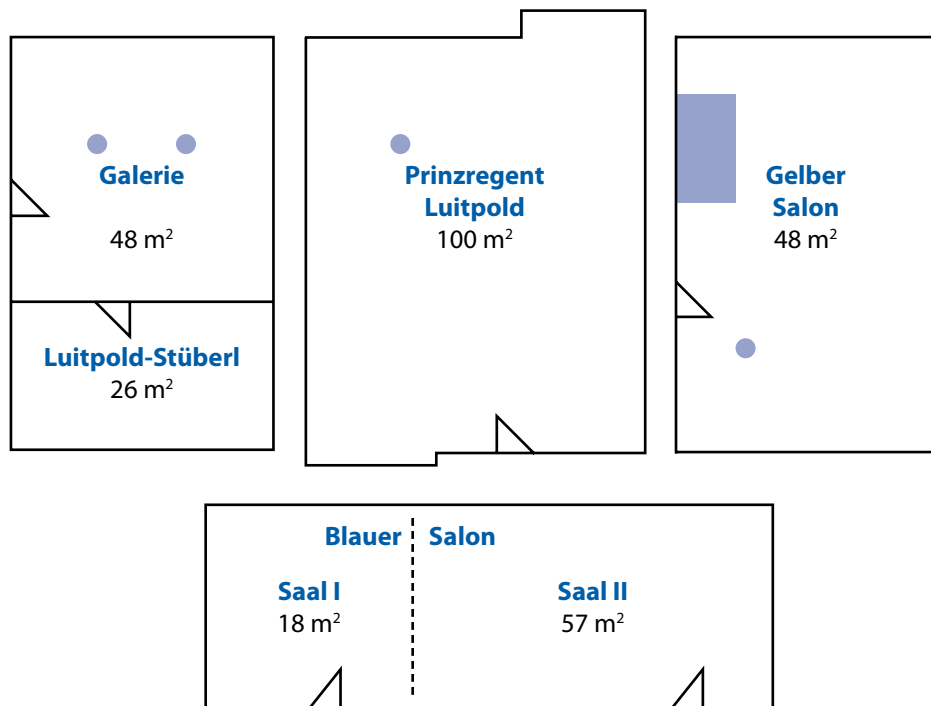 Galerie
48 m²
Luitpold-Stüberl
26 m²
Prinzregent
Luitpold
100 m²
Gelber
Salon
48 m²
Blauer Salon
Saal I
18 m²
Saal II
57 m²